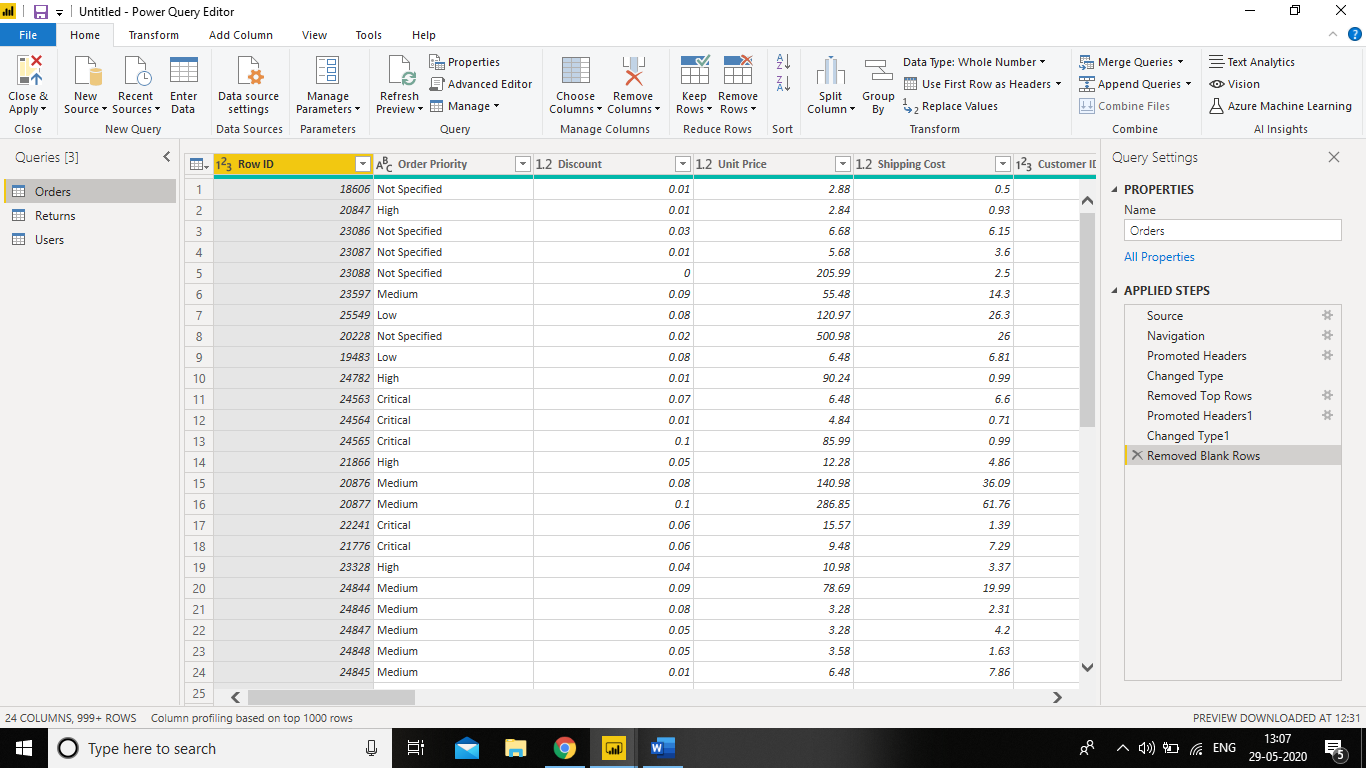 Untitled - Power Query Editor
File Home Transform Add Column View Tools Help
Close & Apply
Close
New Source
Recent Sources
Enter Data
New Query
Data source settings
Data Sources
Manage Parameters
Parameters
Refresh Preview
Properties
Advanced Editor
Manage
Query
Choose Columns
Remove Columns
Manage Columns
Keep Rows
Remove Rows
Reduce Rows
A Z
Z A
Sort
Split Column
Group By
Data Type: Whole Number
Use First Row as Headers
1 2 Replace Values
Transform
Merge Queries
Append Queries
Combine Files
Combine
Text Analytics
Vision
Azure Machine Learning
AI Insights
Queries [3]
Orders
Returns
Users
1 2 3 Row ID A B C Order Priority 1.2 Discount 1.2 Unit Price 1.2 Shipping Cost 1 2 3 Customer ID
1 18606 Not Specified 0.01 2.88 0.5
2 20847 High 0.01 2.84 0.93
3 23086 Not Specified 0.03 6.68 6.15
4 23087 Not Specified 0.01 5.68 3.6
5 23088 Not Specified 0 205.99 2.5
6 23597 Medium 0.09 55.48 14.3
7 25549 Low 0.08 120.97 26.3
8 20228 Not Specified 0.02 500.98 26
9 19483 Low 0.08 6.48 6.81
10 24782 High 0.01 90.24 0.99
11 24563 Critical 0.07 6.48 6.6
12 24564 Critical 0.01 4.84 0.71
13 24565 Critical 0.1 85.99 0.99
14 21866 High 0.05 12.28 4.86
15 20876 Medium 0.08 140.98 36.09
16 20877 Medium 0.1 286.85 61.76
17 22241 Critical 0.06 15.57 1.39
18 21776 Critical 0.06 9.48 7.29
19 23328 High 0.04 10.98 3.37
20 24844 Medium 0.09 78.69 19.99
21 24846 Medium 0.08 3.28 2.31
22 24847 Medium 0.05 3.28 4.2
23 24848 Medium 0.05 3.58 1.63
24 24845 Medium 0.01 6.48 7.86
25
Query Settings
PROPERTIES
Name
Orders
All Properties
APPLIED STEPS
Source
Navigation
Promoted Headers
Changed Type
Removed Top Rows
Promoted Headers1
Changed Type1
Removed Blank Rows
24 COLUMNS, 999+ ROWS Column profiling based on top 1000 rows
PREVIEW DOWNLOADED AT 12:31
Type here to search
ENG
13:07
29-05-2020
5